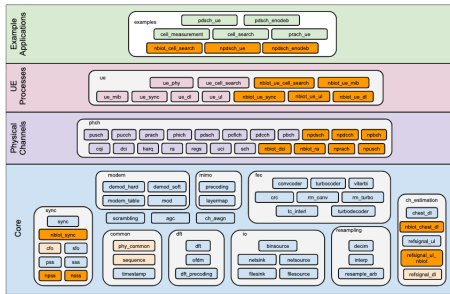 Example
Applications
examples
pdsch_ue pdsch_enodeb
cell_measurement cell_search prach_ue
nbiot_cell_search npdsch_ue npdsch_enodeb
UE
Processes
ue
ue_phy ue_cell_search nbiot_ue_cell_search nbiot_ue_mib
ue_mib ue_sync ue_dl ue_ul nbiot_ue_sync nbiot_ue_ul nbiot_ue_dl
Physical
Channels
phch
pusch pucch prach phich pdsch pcfich pdcch pbch npdsch npdcch npbch
cqi dci harq ra regs uci sch nbiot_dci nbiot_ra nprach npusch
Core
sync
sync
nbiot_sync
cfo sfo
pss sss
npss nsss
modem
demod_hard demod_soft
modem_table mod
mimo
precoding
layermap
scrambling agc ch_awgn
fec
convcoder turbocoder viterbi
crc rm_conv rm_turbo
tc_interl turbodecoder
common
phy_common
sequence
timestamp
dft
dft
ofdm
dft_precoding
io
binsource
netsink netsource
filesink filesource
resampling
decim
interp
resample_arb
ch_estimation
chest_dl
nbiot_chest_dl
refsignal_ul
refsignal_ul_
nbiot
refsignal_dl